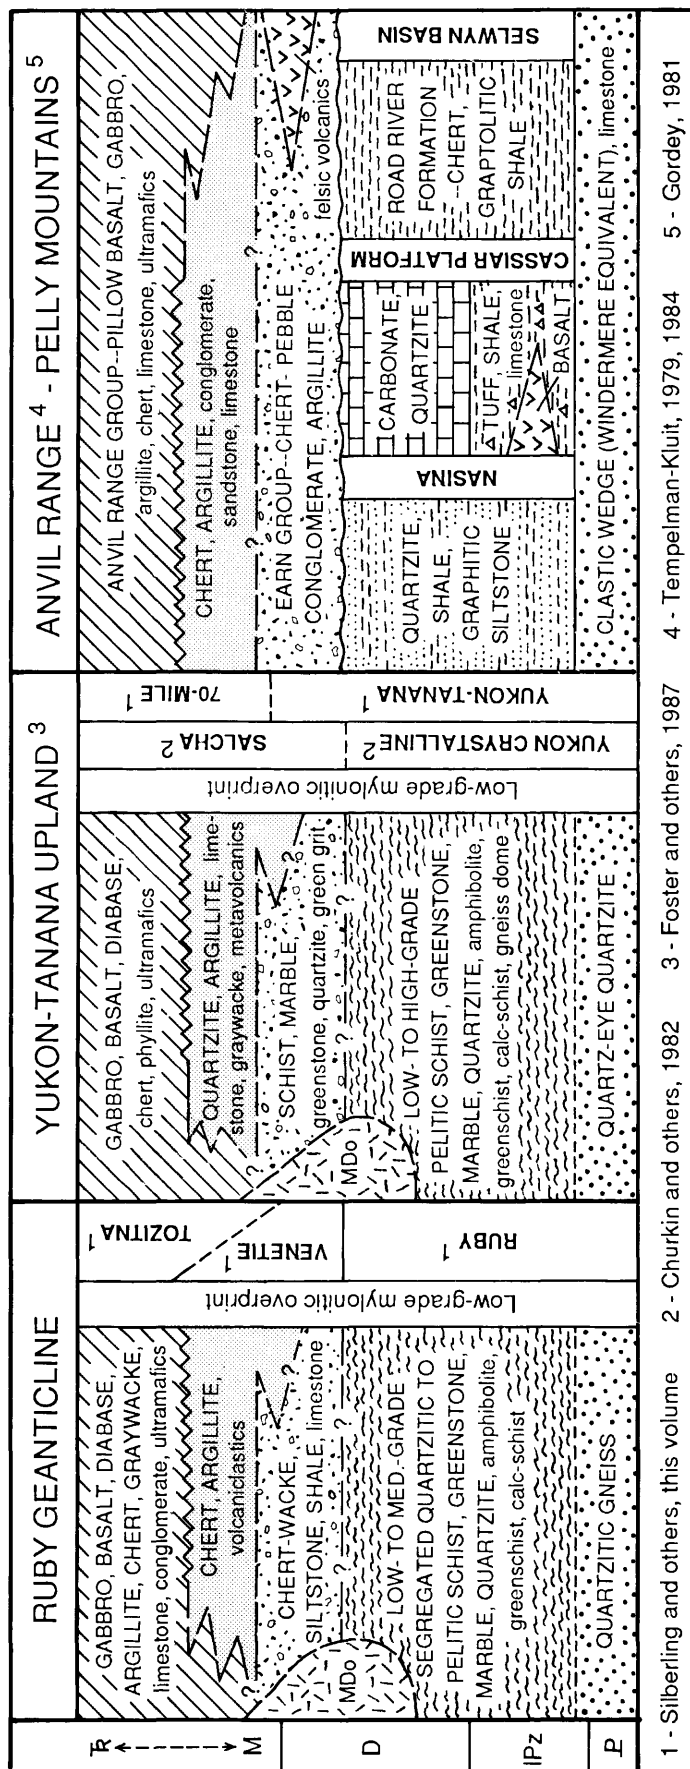 RUBY GEANTICLINE
YUKON-TANANA UPLAND 3
ANVIL RANGE 4 - PELLY MOUNTAINS 5
Ћ
M
D
lPz
P
GABBRO, BASALT, DIABASE,
ARGILLITE, CHERT, GRAYWACKE,
limestone, conglomerate, ultramafics
CHERT, ARGILLITE,
volcaniclastics
?
?
CHERT-WACKE,
SILTSTONE, SHALE, limestone
?
?
MDo
LOW- TO MED.-GRADE
SEGREGATED QUARTZITIC TO
PELITIC SCHIST, GREENSTONE,
MARBLE, QUARTZITE, amphibolite,
greenschist, calc-schist
QUARTZITIC GNEISS
Low-grade mylonitic overprint
TOZITNA 1
VENETIE 1
RUBY 1
GABBRO, BASALT, DIABASE,
chert, phyllite, ultramafics
QUARTZITE, ARGILLITE, lime-
stone, graywacke, metavolcanics
?
?
SCHIST, MARBLE,
greenstone, quartzite, green grit
?
?
MDo
LOW- TO HIGH-GRADE
PELITIC SCHIST, GREENSTONE,
MARBLE, QUARTZITE, amphibolite,
greenschist, calc-schist, gneiss dome
QUARTZ-EYE QUARTZITE
Low-grade mylonitic overprint
SALCHA 2
YUKON CRYSTALLINE 2
70-MILE 1
YUKON-TANANA 1
ANVIL RANGE GROUP--PILLOW BASALT, GABBRO,
argillite, chert, limestone, ultramafics
CHERT, ARGILLITE, conglomerate,
sandstone, limestone
?
?
EARN GROUP--CHERT- PEBBLE
CONGLOMERATE, ARGILLITE
felsic volcanics
QUARTZITE,
SHALE,
GRAPHITIC
SILTSTONE
NASINA
CARBONATE,
QUARTZITE
TUFF, SHALE,
limestone
BASALT
CASSIAR PLATFORM
ROAD RIVER
FORMATION
--CHERT,
GRAPTOLITIC
SHALE
SELWYN BASIN
CLASTIC WEDGE (WINDERMERE EQUIVALENT), limestone
1 - Silberling and others, this volume
2 - Churkin and others, 1982
3 - Foster and others, 1987
4 - Tempelman-Kluit, 1979, 1984
5 - Gordey, 1981